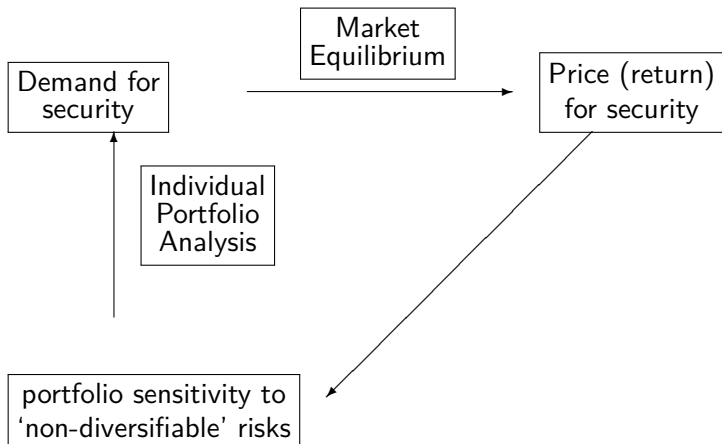 Market
Equilibrium
Demand for
security
Price (return)
for security
Individual
Portfolio
Analysis
portfolio sensitivity to
‘non-diversifiable’ risks